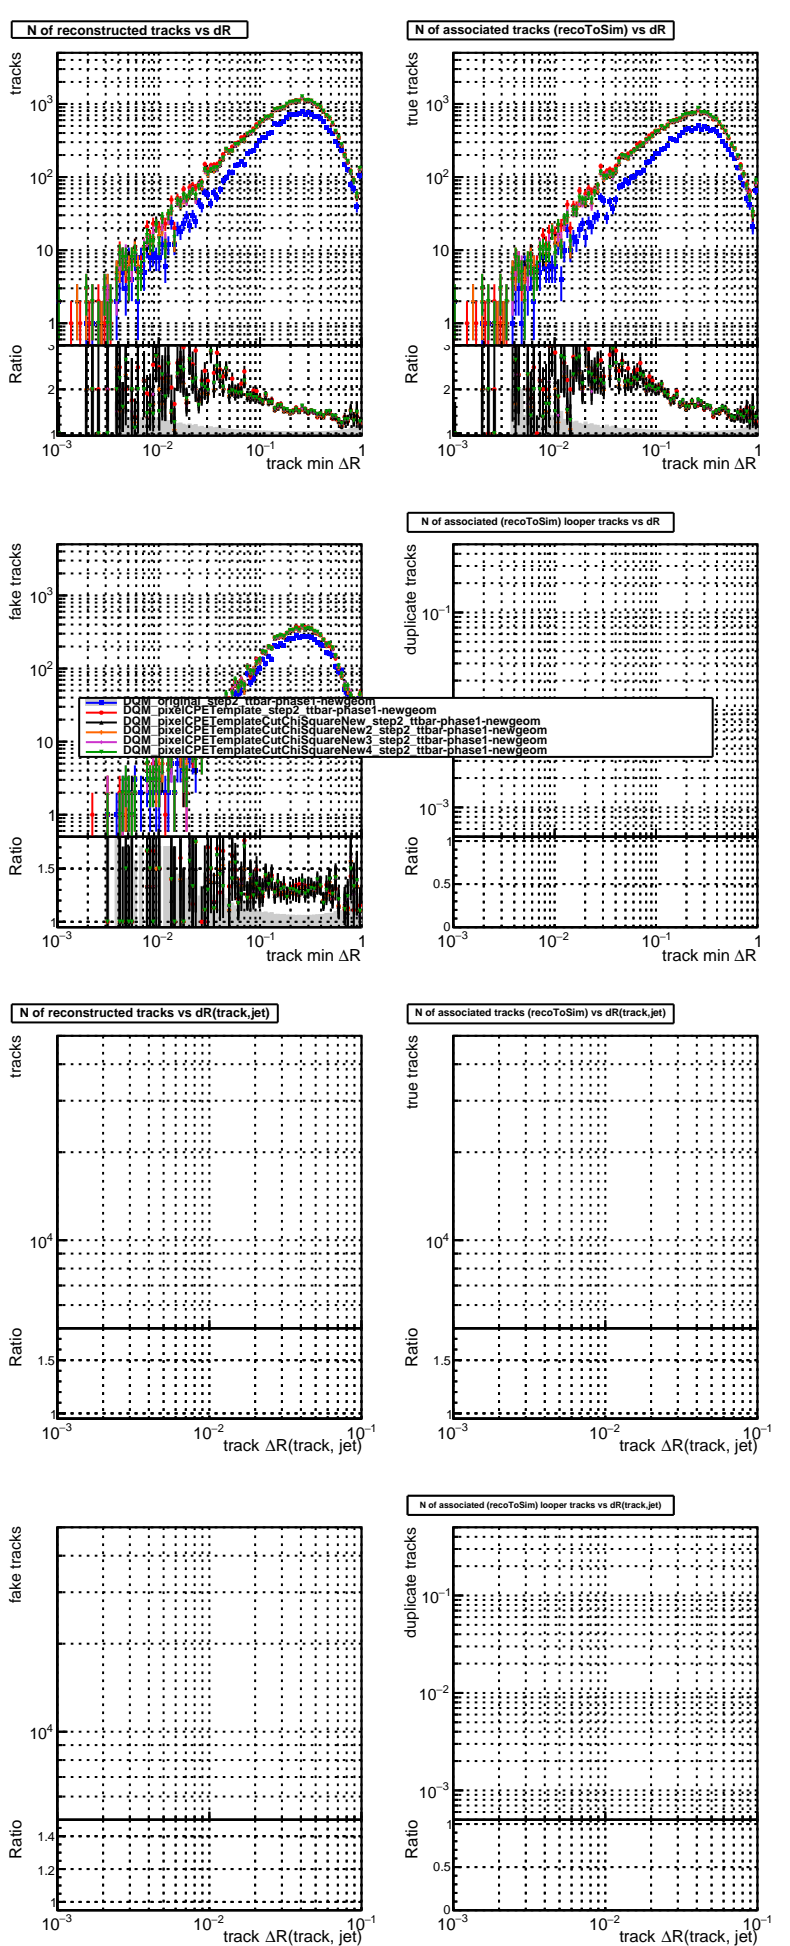 N of reconstructed tracks vs dR
tracks
10³
10²
10
1
Ratio
3
2
1
10⁻³ 10⁻² 10⁻¹ 1
track min ΔR
N of associated tracks (recoToSim) vs dR
true tracks
10³
10²
10
1
Ratio
3
2
1
10⁻³ 10⁻² 10⁻¹ 1
track min ΔR
fake tracks
10³
10²
10
1
Ratio
1.5
1
10⁻³ 10⁻² 10⁻¹ 1
track min ΔR
N of associated (recoToSim) looper tracks vs dR
duplicate tracks
10⁻¹
10⁻³
Ratio
1
0.5
0
10⁻³ 10⁻² 10⁻¹ 1
track min ΔR
DQM_original_step2_ttbar-phase1-newgeom
DQM_pixelCPETemplate_step2_ttbar-phase1-newgeom
DQM_pixelCPETemplateCutChiSquareNew_step2_ttbar-phase1-newgeom
DQM_pixelCPETemplateCutChiSquareNew2_step2_ttbar-phase1-newgeom
DQM_pixelCPETemplateCutChiSquareNew3_step2_ttbar-phase1-newgeom
DQM_pixelCPETemplateCutChiSquareNew4_step2_ttbar-phase1-newgeom
N of reconstructed tracks vs dR(track,jet)
tracks
10⁴
Ratio
1.5
1
10⁻³ 10⁻² 10⁻¹
track ΔR(track, jet)
N of associated tracks (recoToSim) vs dR(track,jet)
true tracks
10⁴
Ratio
1.5
1
10⁻³ 10⁻² 10⁻¹
track ΔR(track, jet)
fake tracks
10⁴
Ratio
1.4
1.2
1
10⁻³ 10⁻² 10⁻¹
track ΔR(track, jet)
N of associated (recoToSim) looper tracks vs dR(track,jet)
duplicate tracks
10⁻¹
10⁻²
10⁻³
Ratio
1
0.5
0
10⁻³ 10⁻² 10⁻¹
track ΔR(track, jet)